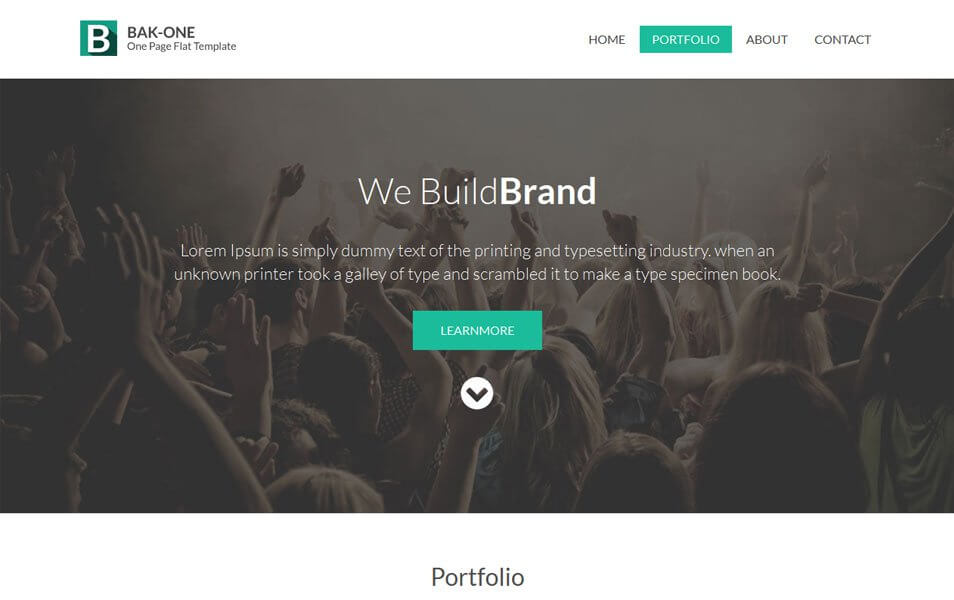 B
BAK-ONE
One Page Flat Template
HOME PORTFOLIO ABOUT CONTACT
We BuildBrand
Lorem Ipsum is simply dummy text of the printing and typesetting industry. when an
unknown printer took a galley of type and scrambled it to make a type specimen book.
LEARNMORE
Portfolio